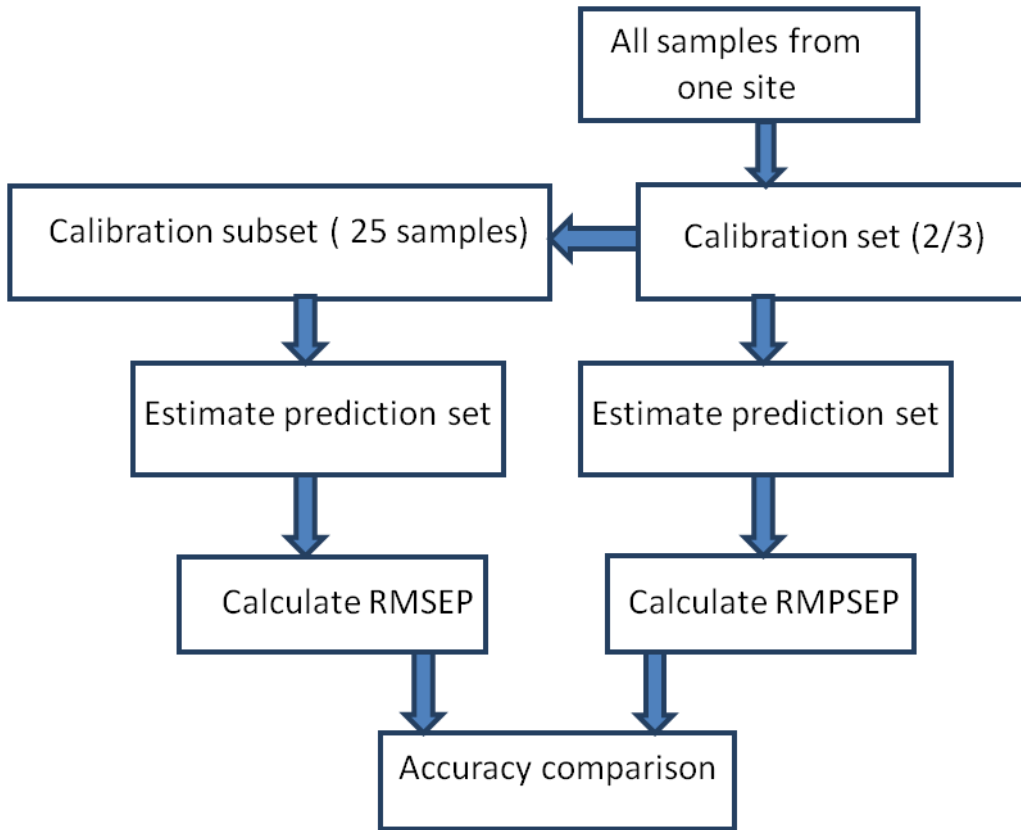 All samples from
one site
Calibration subset ( 25 samples)
Calibration set (2/3)
Estimate prediction set
Estimate prediction set
Calculate RMSEP
Calculate RMPSEP
Accuracy comparison